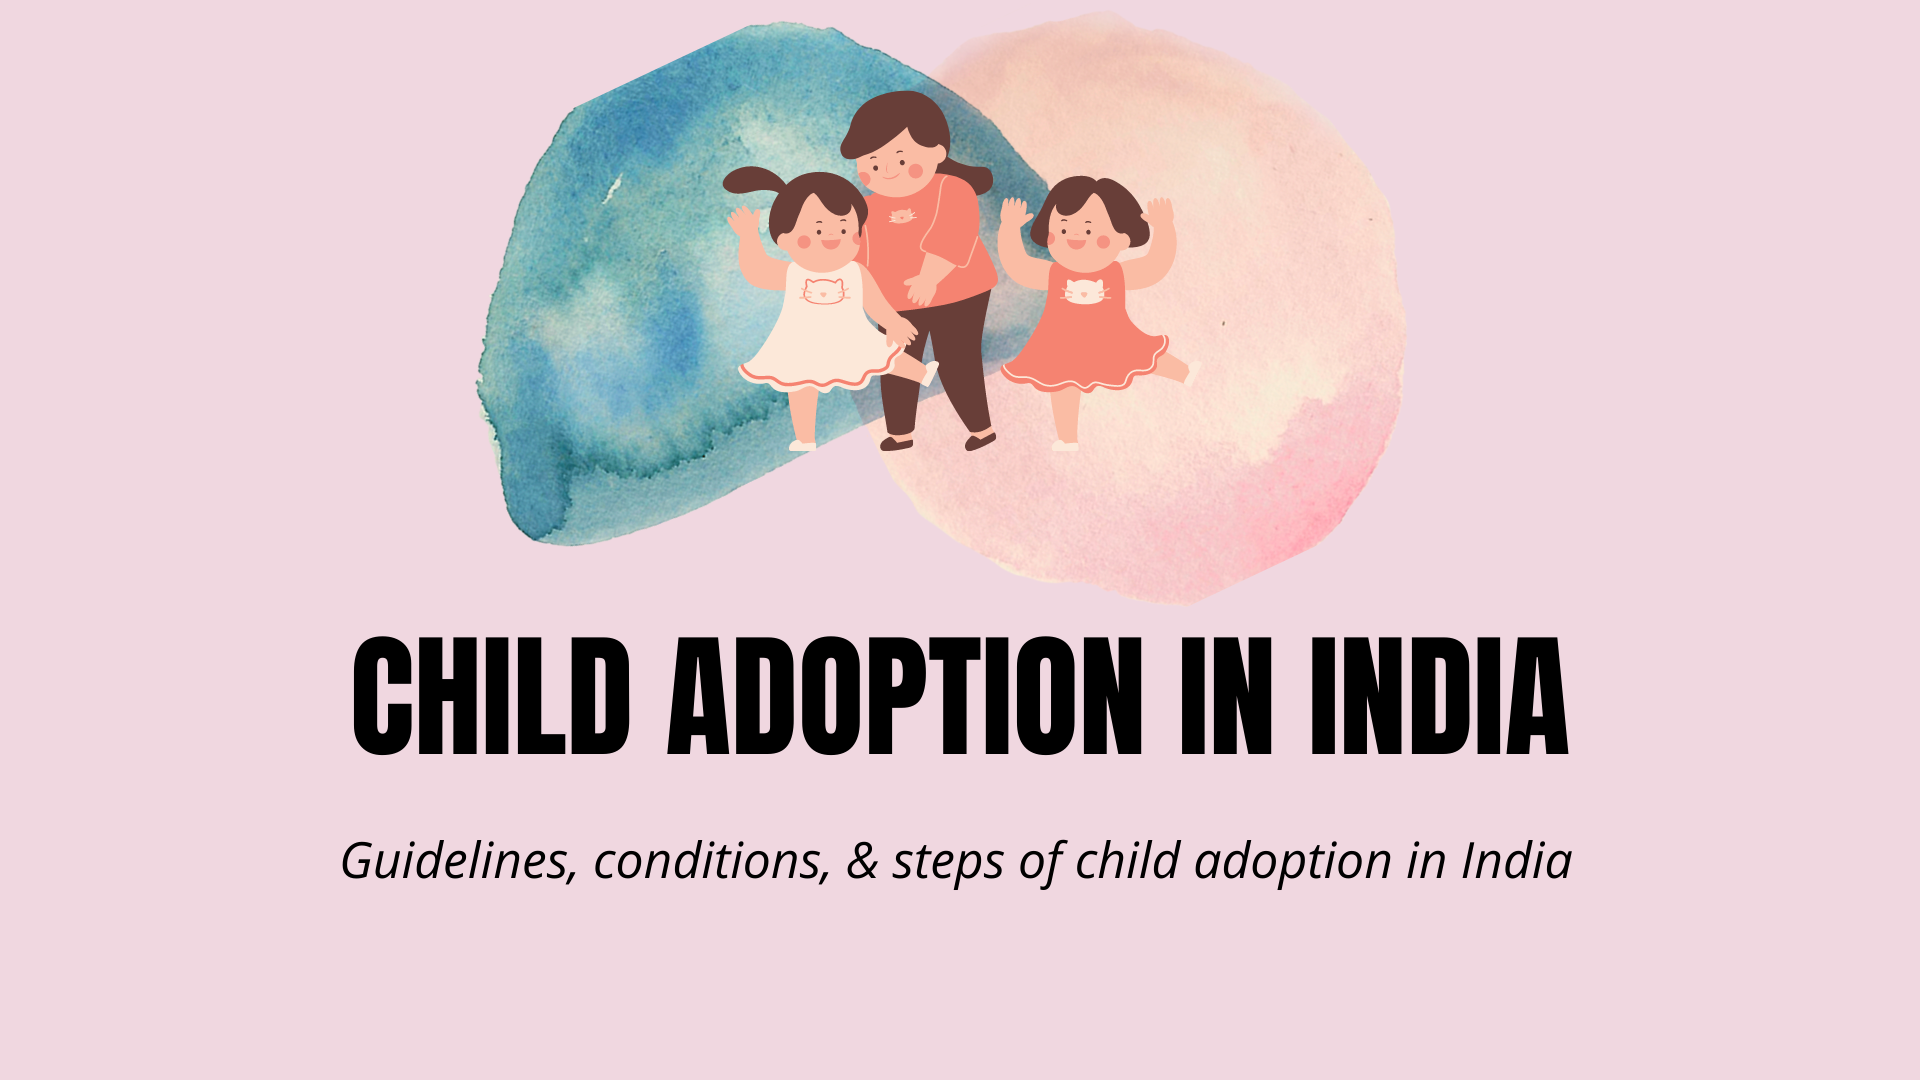 CHILD ADOPTION IN INDIA
Guidelines, conditions, & steps of child adoption in India